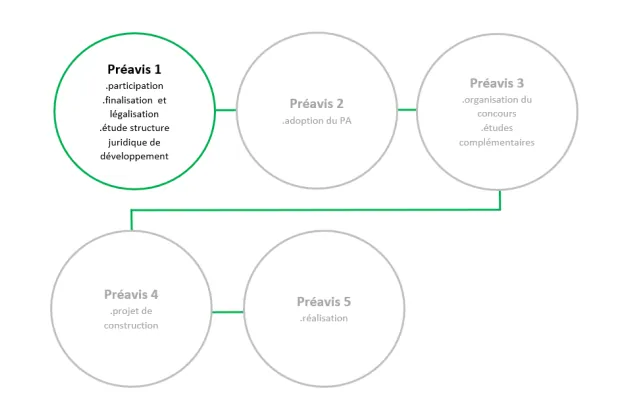 Préavis 1
.participation
.finalisation et
légalisation
.étude structure
juridique de
développement
Préavis 2
.adoption du PA
Préavis 3
.organisation du
concours
.études
complémentaires
Préavis 4
.projet de
construction
Préavis 5
.réalisation